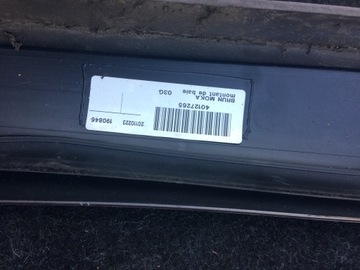 BRUN MOKA
montant de baie 03G
40127265
20110223 190846